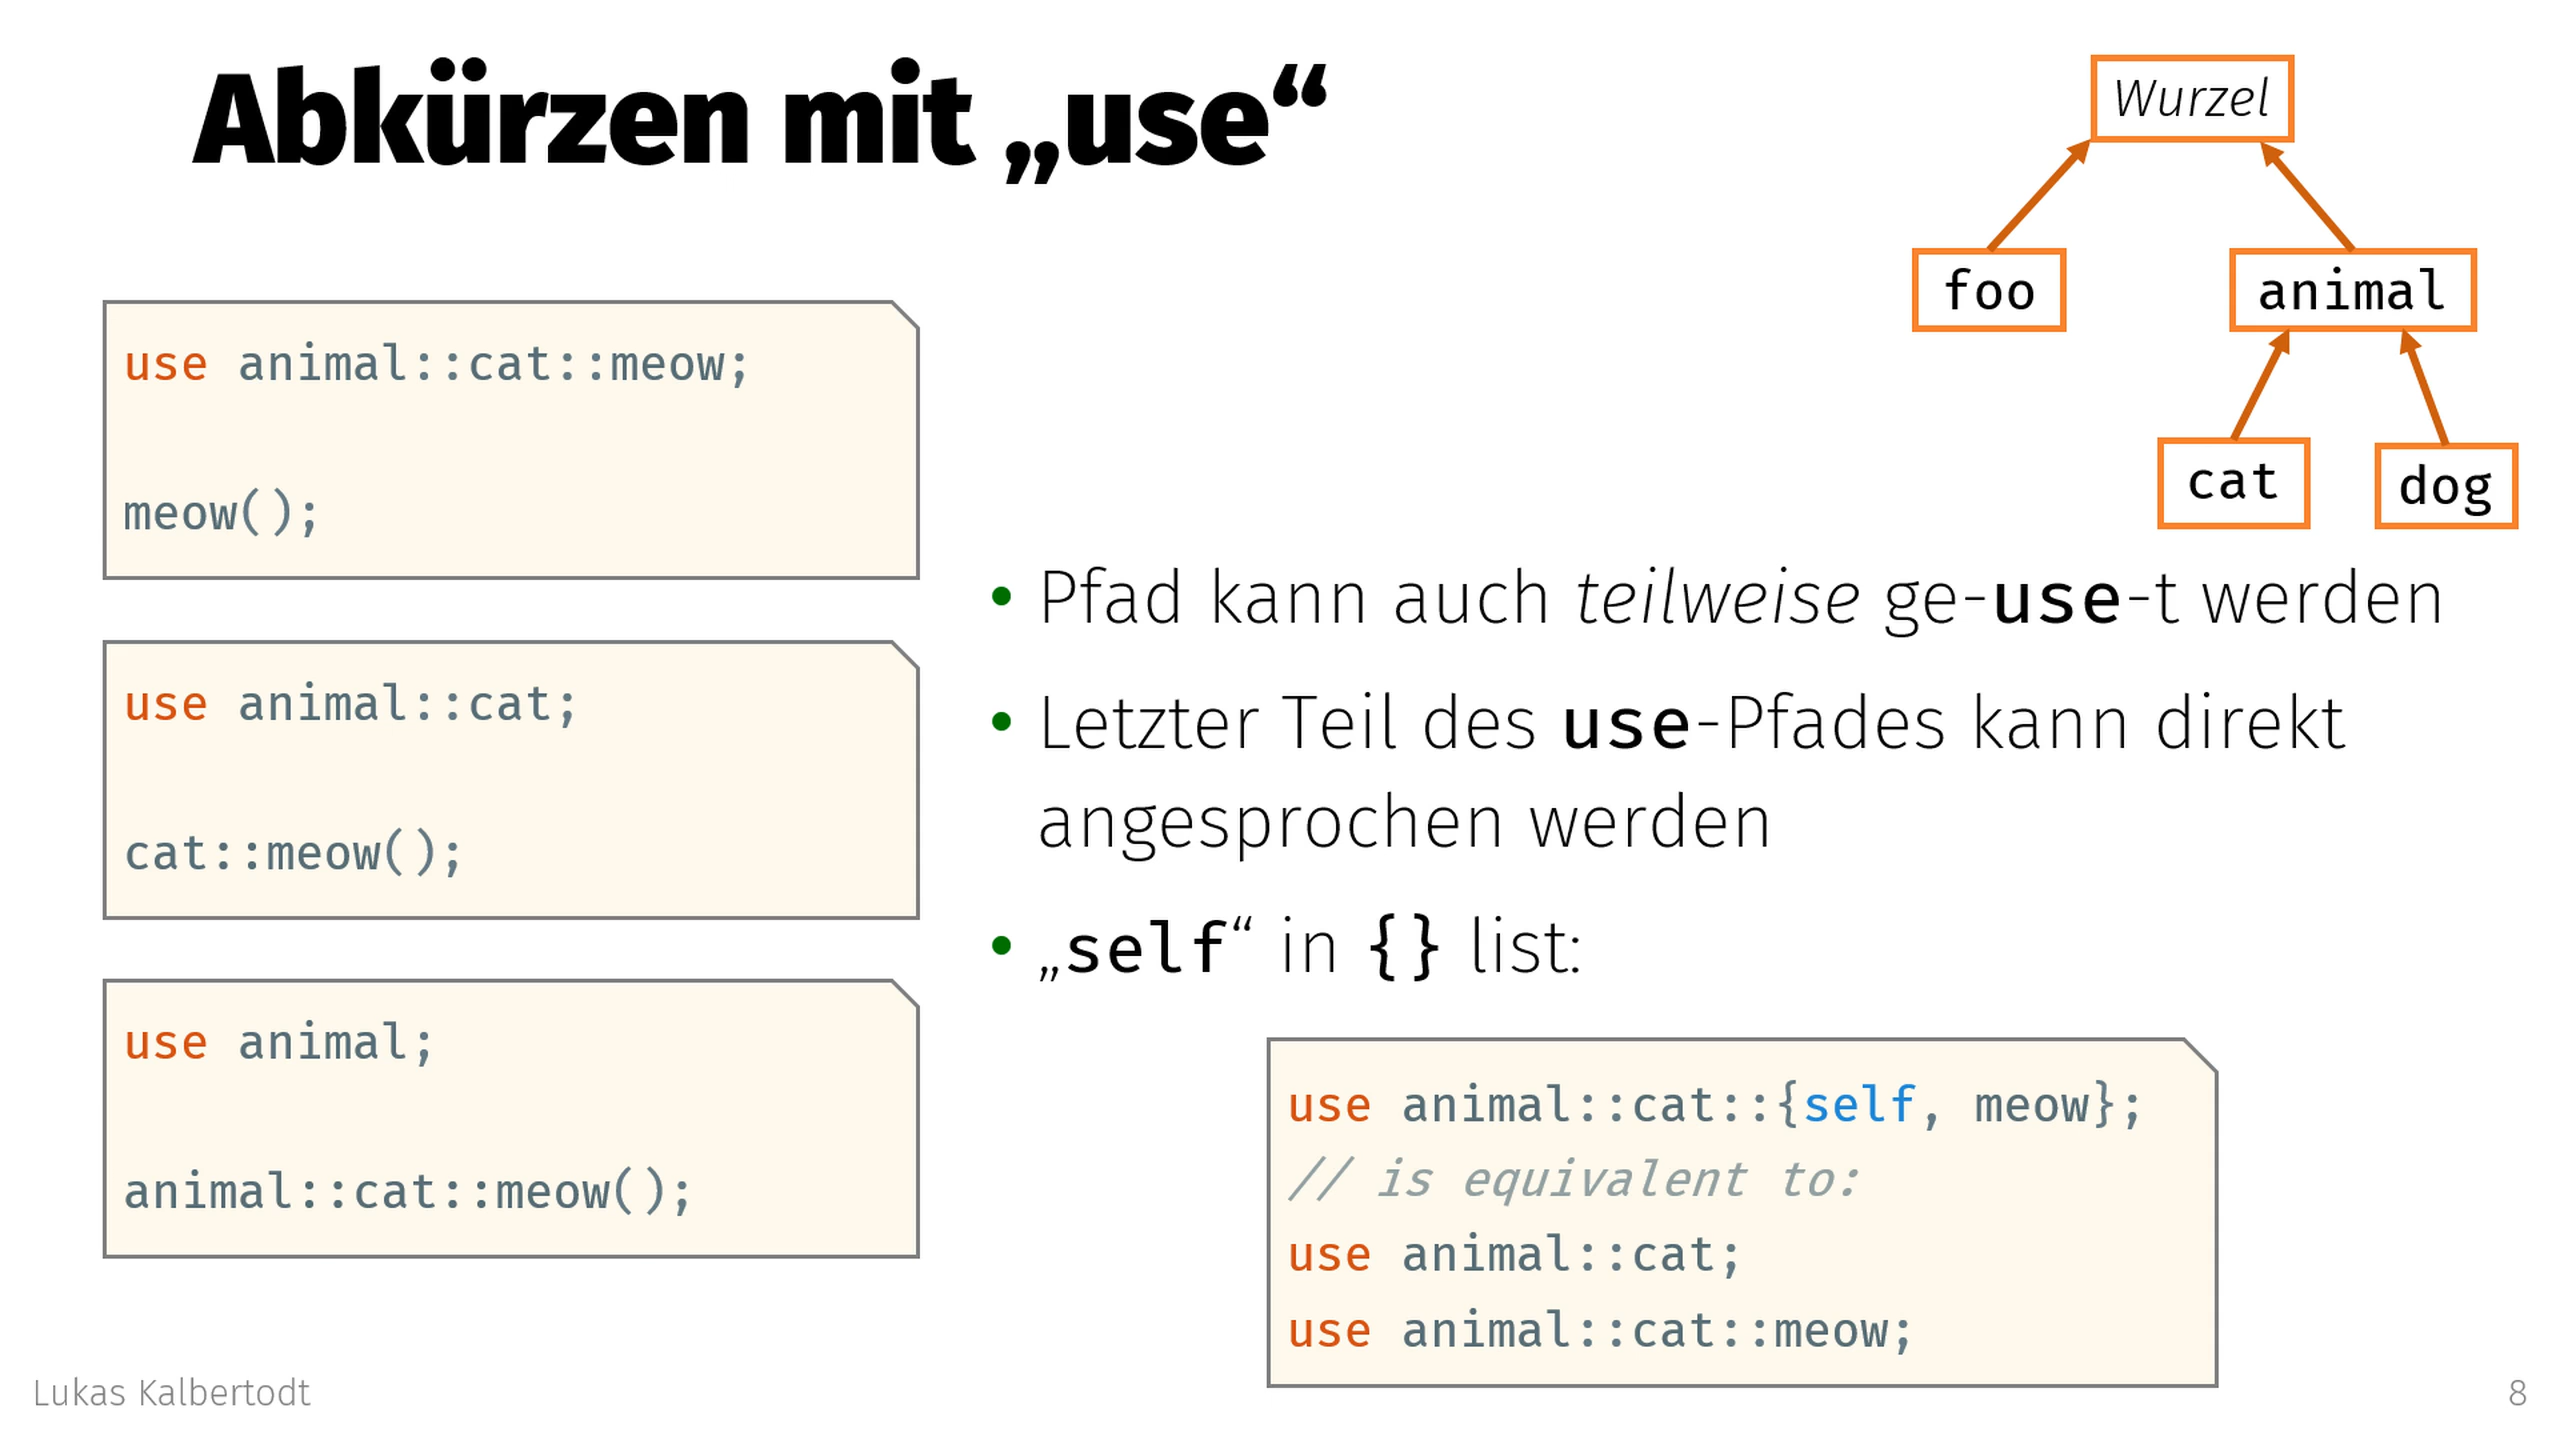 Abkürzen mit „use“
Wurzel
foo
animal
cat
dog
use animal::cat::meow;
meow();
use animal::cat;
cat::meow();
use animal;
animal::cat::meow();
• Pfad kann auch teilweise ge-use-t werden
• Letzter Teil des use-Pfades kann direkt
angesprochen werden
• „self“ in {} list:
use animal::cat::{self, meow};
// is equivalent to:
use animal::cat;
use animal::cat::meow;
Lukas Kalbertodt
8